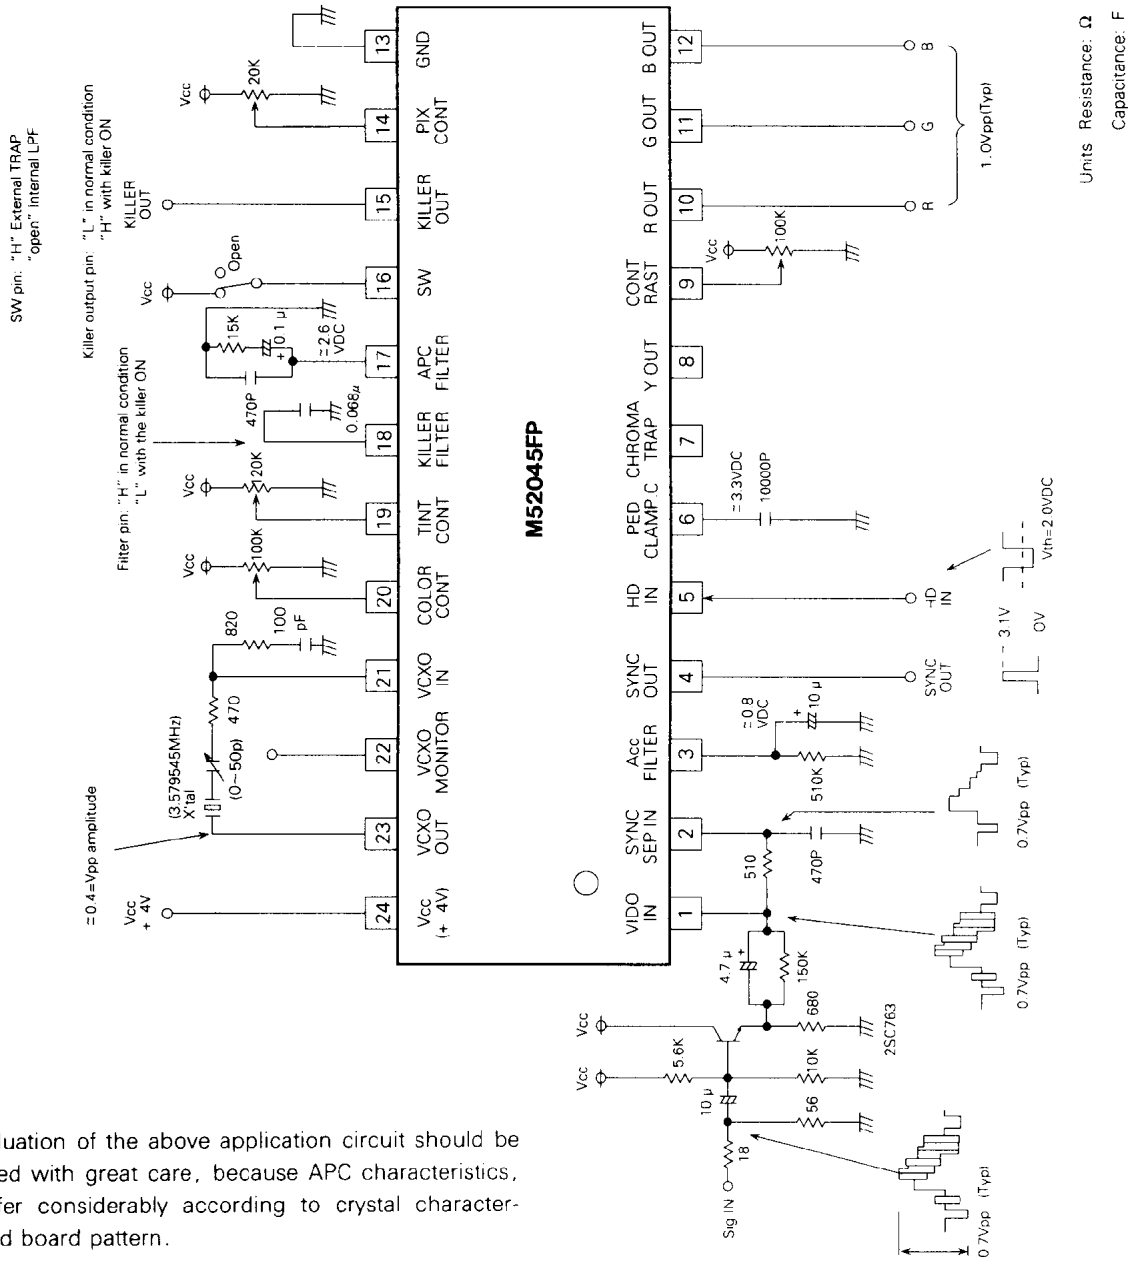 SW pin: "H" External TRAP
"open" Internal LPF
Killer output pin: "L" in normal condition
"H" with killer ON
KILLER
OUT
Filter pin: "H" in normal condition
"L" with the killer ON
≃0.4=Vpp amplitude
Vcc
+ 4V
(3.579545MHz)
X'tal
(0~50p)
470
820
100
pF
Vcc
100K
Vcc
120K
0.068μ
470P
15K
0.1 μ
+
≃2.6
VDC
Vcc
Open
Vcc
20K
24
Vcc
(+ 4V)
23
VCXO
OUT
22
VCXO
MONITOR
21
VCXO
IN
20
COLOR
CONT
19
TINT
CONT
18
KILLER
FILTER
17
APC
FILTER
16
SW
15
KILLER
OUT
14
PIX
CONT
13
GND
M52045FP
VIDO
IN
1
SYNC
SEP IN
2
Acc
FILTER
3
SYNC
OUT
4
HD
IN
5
PED
CLAMP.C
6
CHROMA
TRAP
7
Y OUT
8
CONT
RAST
9
R OUT
10
G OUT
11
B OUT
12
Sig IN
18
56
10 μ
Vcc
5.6K
10K
Vcc
680
2SC763
4.7 μ
+
150K
510
470P
510K
≃0.8
VDC
+
10 μ
SYNC
OUT
3.1V
0V
HD
IN
Vth=2.0VDC
≃3.3VDC
10000P
Vcc
100K
R
G
B
1.0Vpp(Typ)
0.7Vpp (Typ)
0.7Vpp (Typ)
0.7Vpp (Typ)
Units Resistance: Ω
Capacitance: F
luation of the above application circuit should be
ed with great care, because APC characteristics,
fer considerably according to crystal character-
d board pattern.